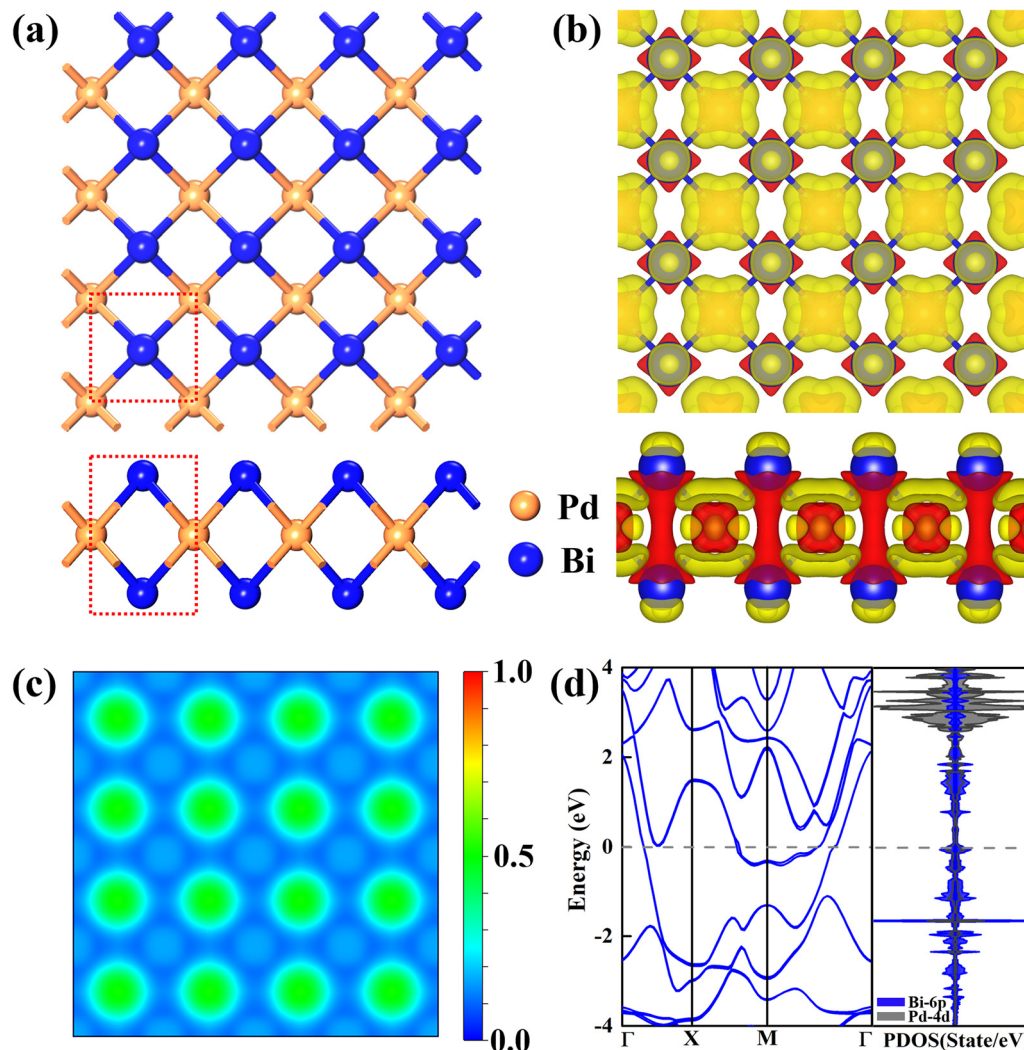 (a)
(b)
Pd
Bi
(c)
1.0
0.5
0.0
(d)
Energy (eV)
4
2
0
-2
-4
Γ
X
M
Γ
Bi-6p
Pd-4d
PDOS(State/eV